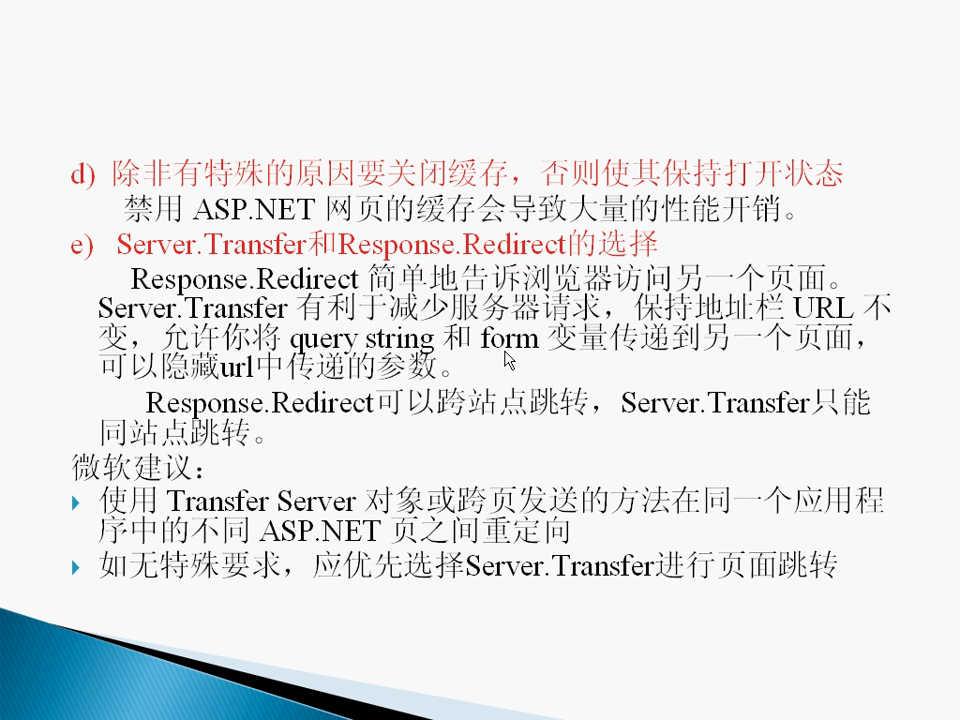 d) 除非有特殊的原因要关闭缓存，否则使其保持打开状态
禁用 ASP.NET 网页的缓存会导致大量的性能开销。
e) Server.Transfer和Response.Redirect的选择
Response.Redirect 简单地告诉浏览器访问另一个页面。
Server.Transfer 有利于减少服务器请求，保持地址栏 URL 不
变，允许你将 query string 和 form 变量传递到另一个页面，
可以隐藏url中传递的参数。
Response.Redirect可以跨站点跳转，Server.Transfer只能
同站点跳转。
微软建议：
使用 Transfer Server 对象或跨页发送的方法在同一个应用程
序中的不同 ASP.NET 页之间重定向
如无特殊要求，应优先选择Server.Transfer进行页面跳转